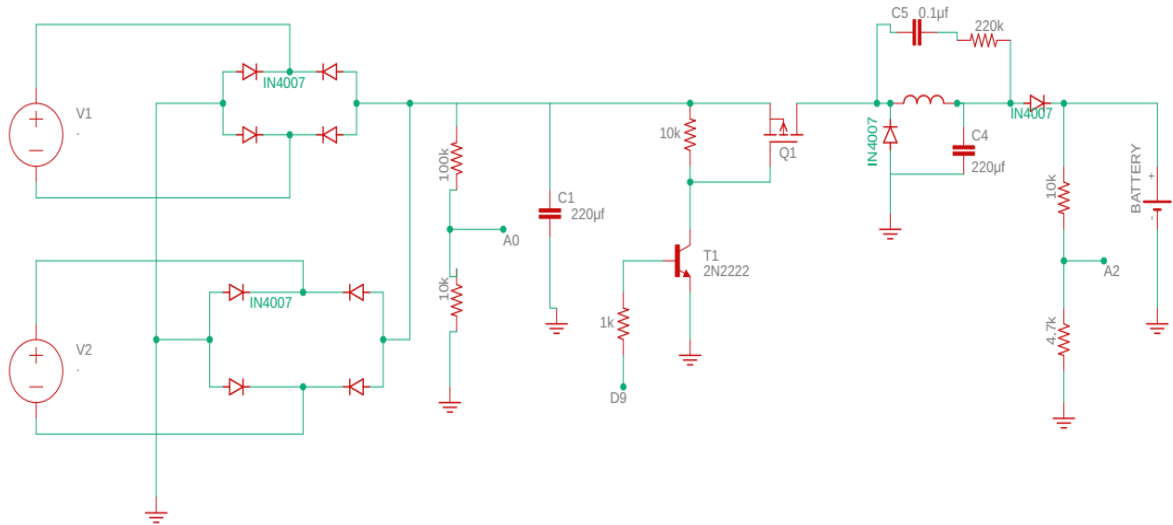 C5 0.1µf
220k
IN4007
V1
+
.
−
100k
A0
10k
C1
220µf
10k
Q1
T1
2N2222
1k
D9
IN4007
C4
220µf
IN4007
10k
A2
4.7k
BATTERY
+
-
IN4007
V2
+
.
−